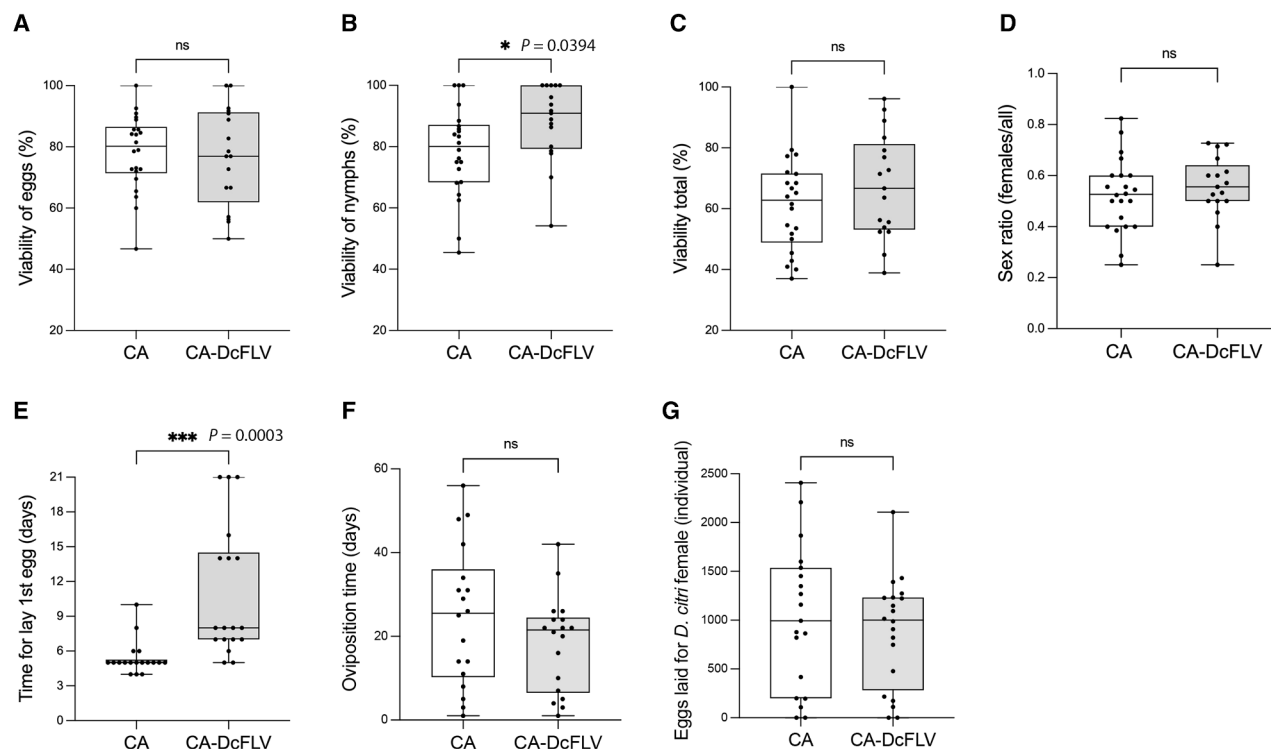 A
ns
Viability of eggs (%)
100
80
60
40
20
CA
CA-DcFLV
B
* P = 0.0394
Viability of nymphs (%)
100
80
60
40
20
CA
CA-DcFLV
C
ns
Viability total (%)
100
80
60
40
20
CA
CA-DcFLV
D
ns
Sex ratio (females/all)
1.0
0.8
0.6
0.4
0.2
0.0
CA
CA-DcFLV
E
*** P = 0.0003
Time for lay 1st egg (days)
21
18
15
12
9
6
3
0
CA
CA-DcFLV
F
ns
Oviposition time (days)
60
40
20
0
CA
CA-DcFLV
G
ns
Eggs laid for D. citri female (individual)
2500
2000
1500
1000
500
0
CA
CA-DcFLV